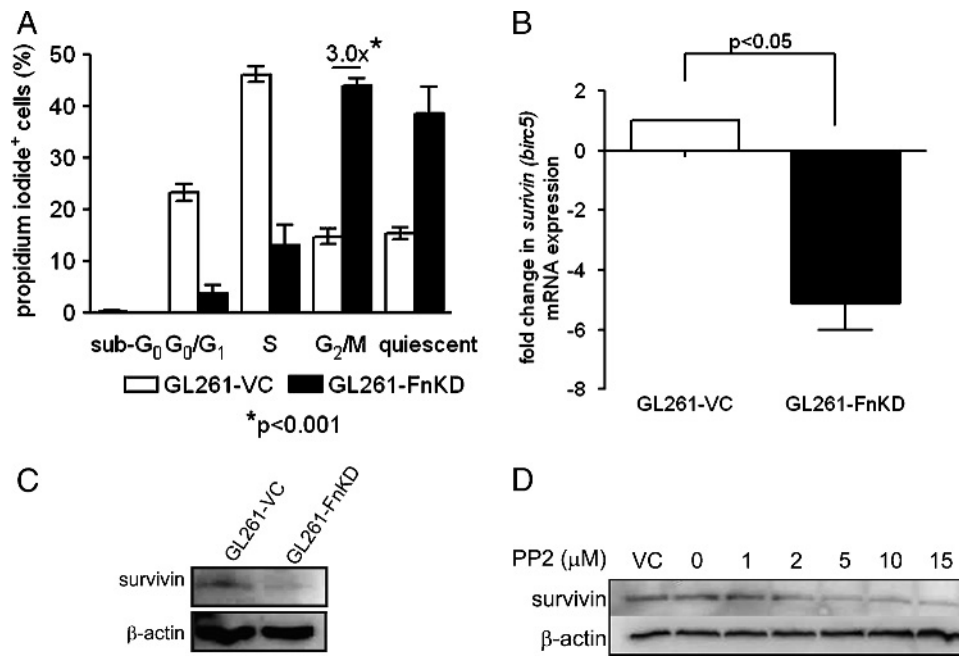 A
propidium iodide⁺ cells (%)
50
40
30
20
10
0
3.0x *
sub-G₀ G₀/G₁ S G₂/M quiescent
GL261-VC GL261-FnKD
*p<0.001
B
p<0.05
fold change in surivin (birc5)
mRNA expression
2
0
-2
-4
-6
-8
GL261-VC GL261-FnKD
C
GL261-VC GL261-FnKD
survivin
β-actin
D
PP2 (μM) VC 0 1 2 5 10 15
survivin
β-actin